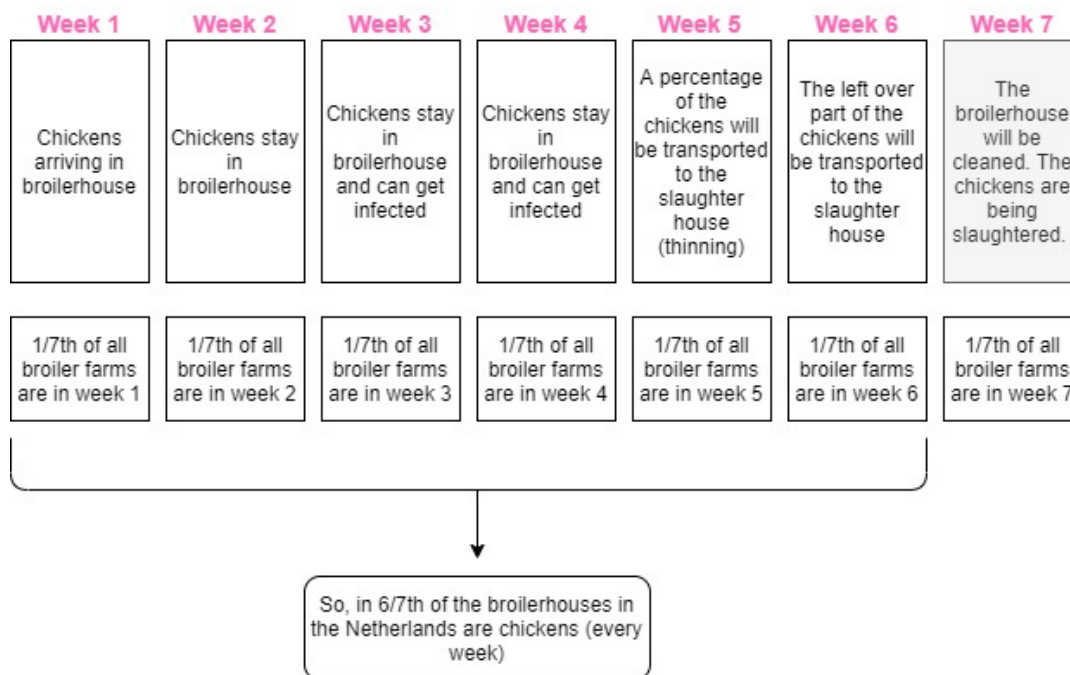 Week 1
Week 2
Week 3
Week 4
Week 5
Week 6
Week 7
Chickens
arriving in
broilerhouse
Chickens stay
in
broilerhouse
Chickens stay
in
broilerhouse
and can get
infected
Chickens stay
in
broilerhouse
and can get
infected
A percentage
of the
chickens will
be transported
to the
slaughter
house
(thinning)
The left over
part of the
chickens will
be transported
to the
slaughter
house
The
broilerhouse
will be
cleaned. The
chickens are
being
slaughtered.
1/7th of all
broiler farms
are in week 1
1/7th of all
broiler farms
are in week 2
1/7th of all
broiler farms
are in week 3
1/7th of all
broiler farms
are in week 4
1/7th of all
broiler farms
are in week 5
1/7th of all
broiler farms
are in week 6
1/7th of all
broiler farms
are in week 7
So, in 6/7th of the broilerhouses in
the Netherlands are chickens (every
week)